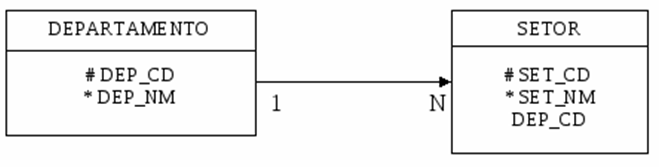 DEPARTAMENTO
# DEP_CD
* DEP_NM
1
N
SETOR
# SET_CD
* SET_NM
DEP_CD